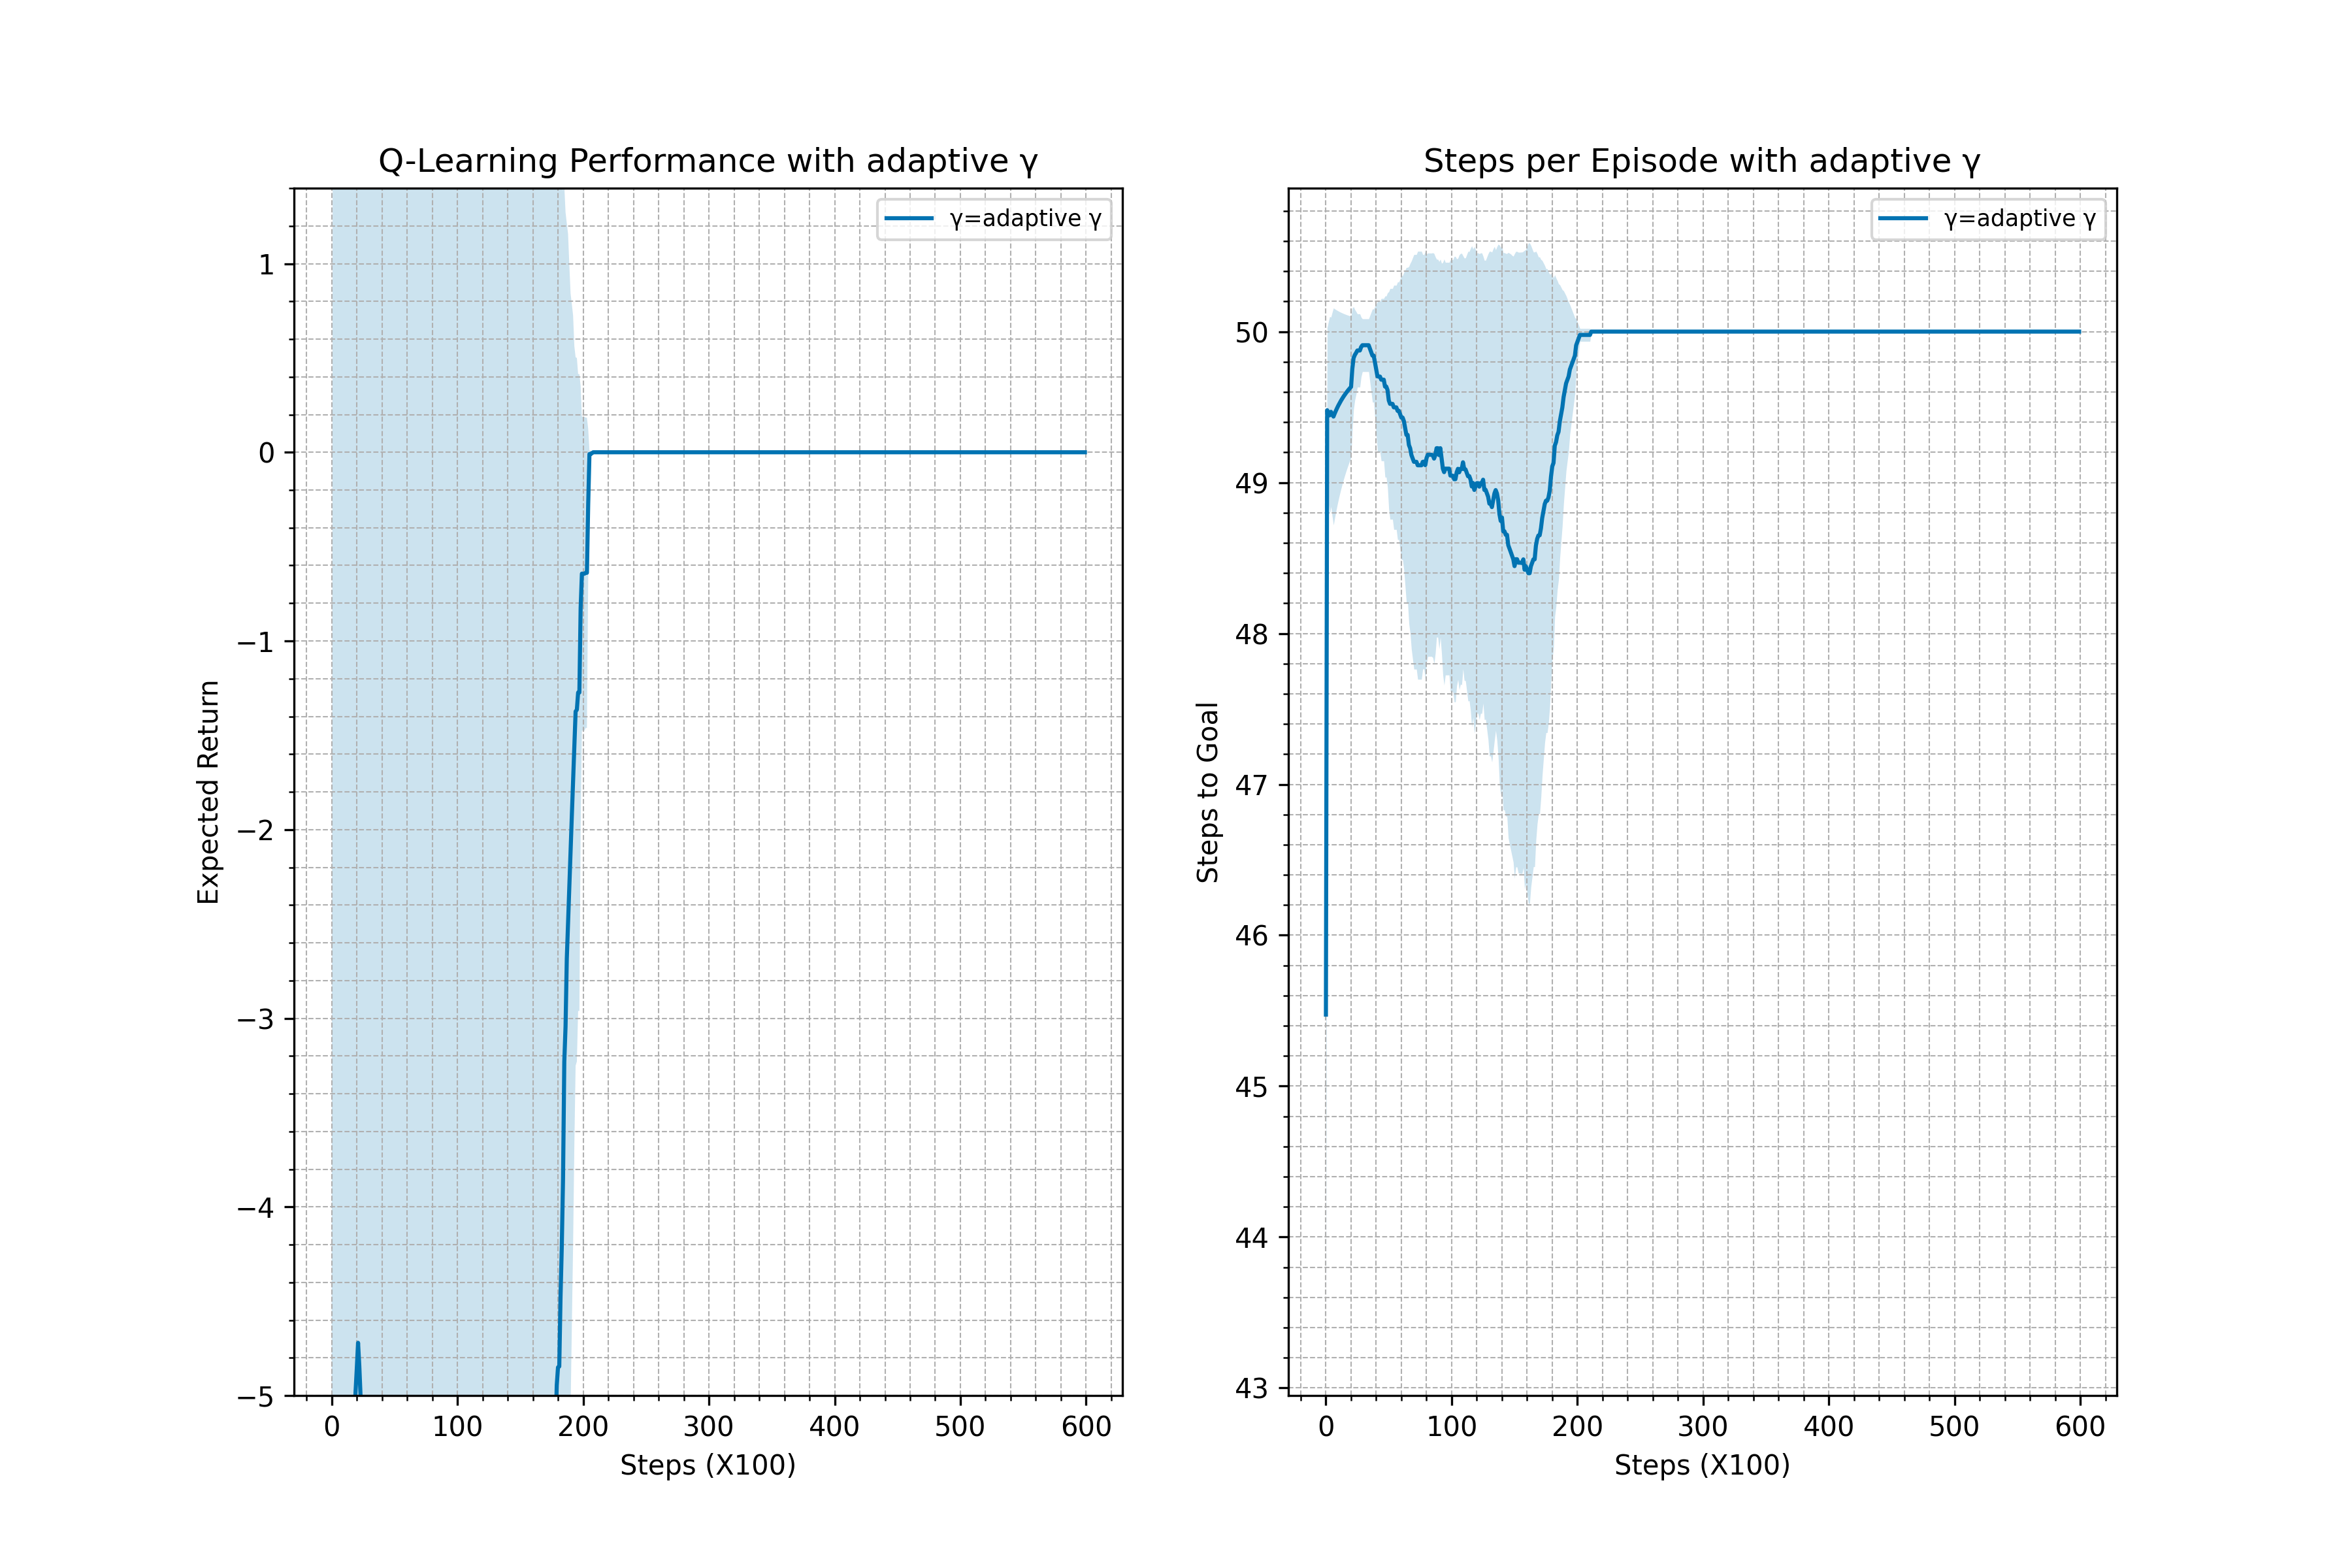 Q-Learning Performance with adaptive γ
γ=adaptive γ
1
0
−1
−2
−3
−4
−5
Expected Return
0 100 200 300 400 500 600
Steps (X100)
Steps per Episode with adaptive γ
γ=adaptive γ
50
49
48
47
46
45
44
43
Steps to Goal
0 100 200 300 400 500 600
Steps (X100)